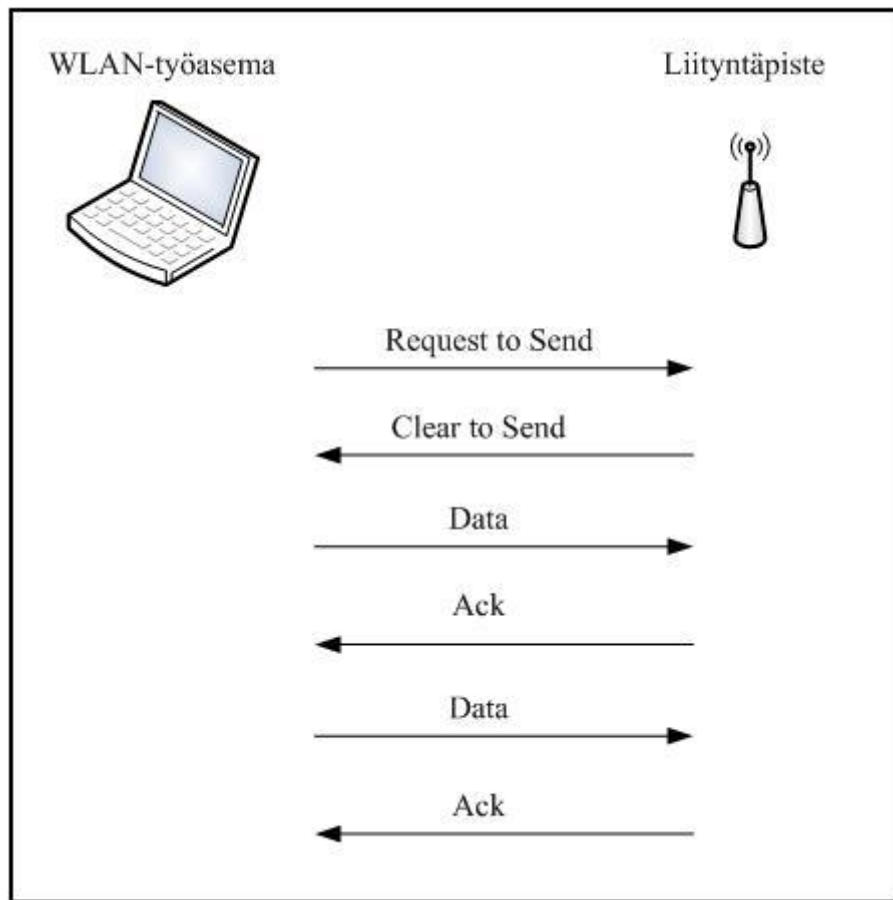 WLAN-työasema
Liityntäpiste
Request to Send
Clear to Send
Data
Ack
Data
Ack